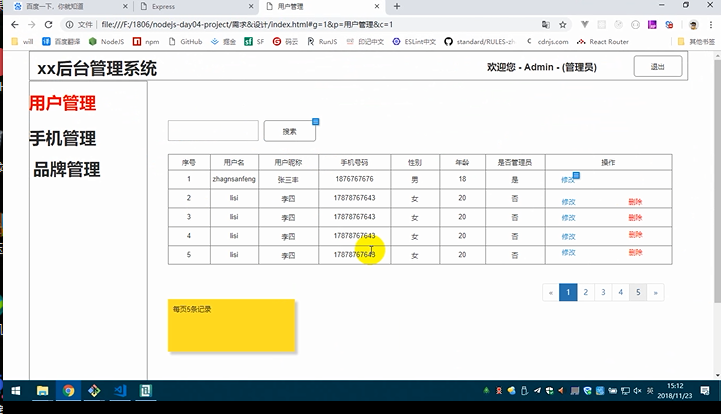 百度一下，你就知道
Express
用户管理
文件 file:///F:/1806/nodejs-day04-project/需求&设计/index.html#g=1&p=用户管理&c=1
will 百度翻译 NodeJS npm GitHub 掘金 SF 码云 RunJS 印记中文 ESLint中文 standard/RULES-zh cdnjs.com React Router 其他书签
xx后台管理系统 欢迎您 - Admin - (管理员) 退出
用户管理
手机管理
品牌管理
搜索
序号 用户名 用户昵称 手机号码 性别 年龄 是否管理员 操作
1 zhagnsanfeng 张三丰 1876767676 男 18 是 修改
2 lisi 李四 17878767643 女 20 否 修改 删除
3 lisi 李四 17878767643 女 20 否 修改 删除
4 lisi 李四 17878767643 女 20 否 修改 删除
5 lisi 李四 17878767643 女 20 否 修改 删除
« 1 2 3 4 5 »
每页5条记录
英
15:12
2018/11/23